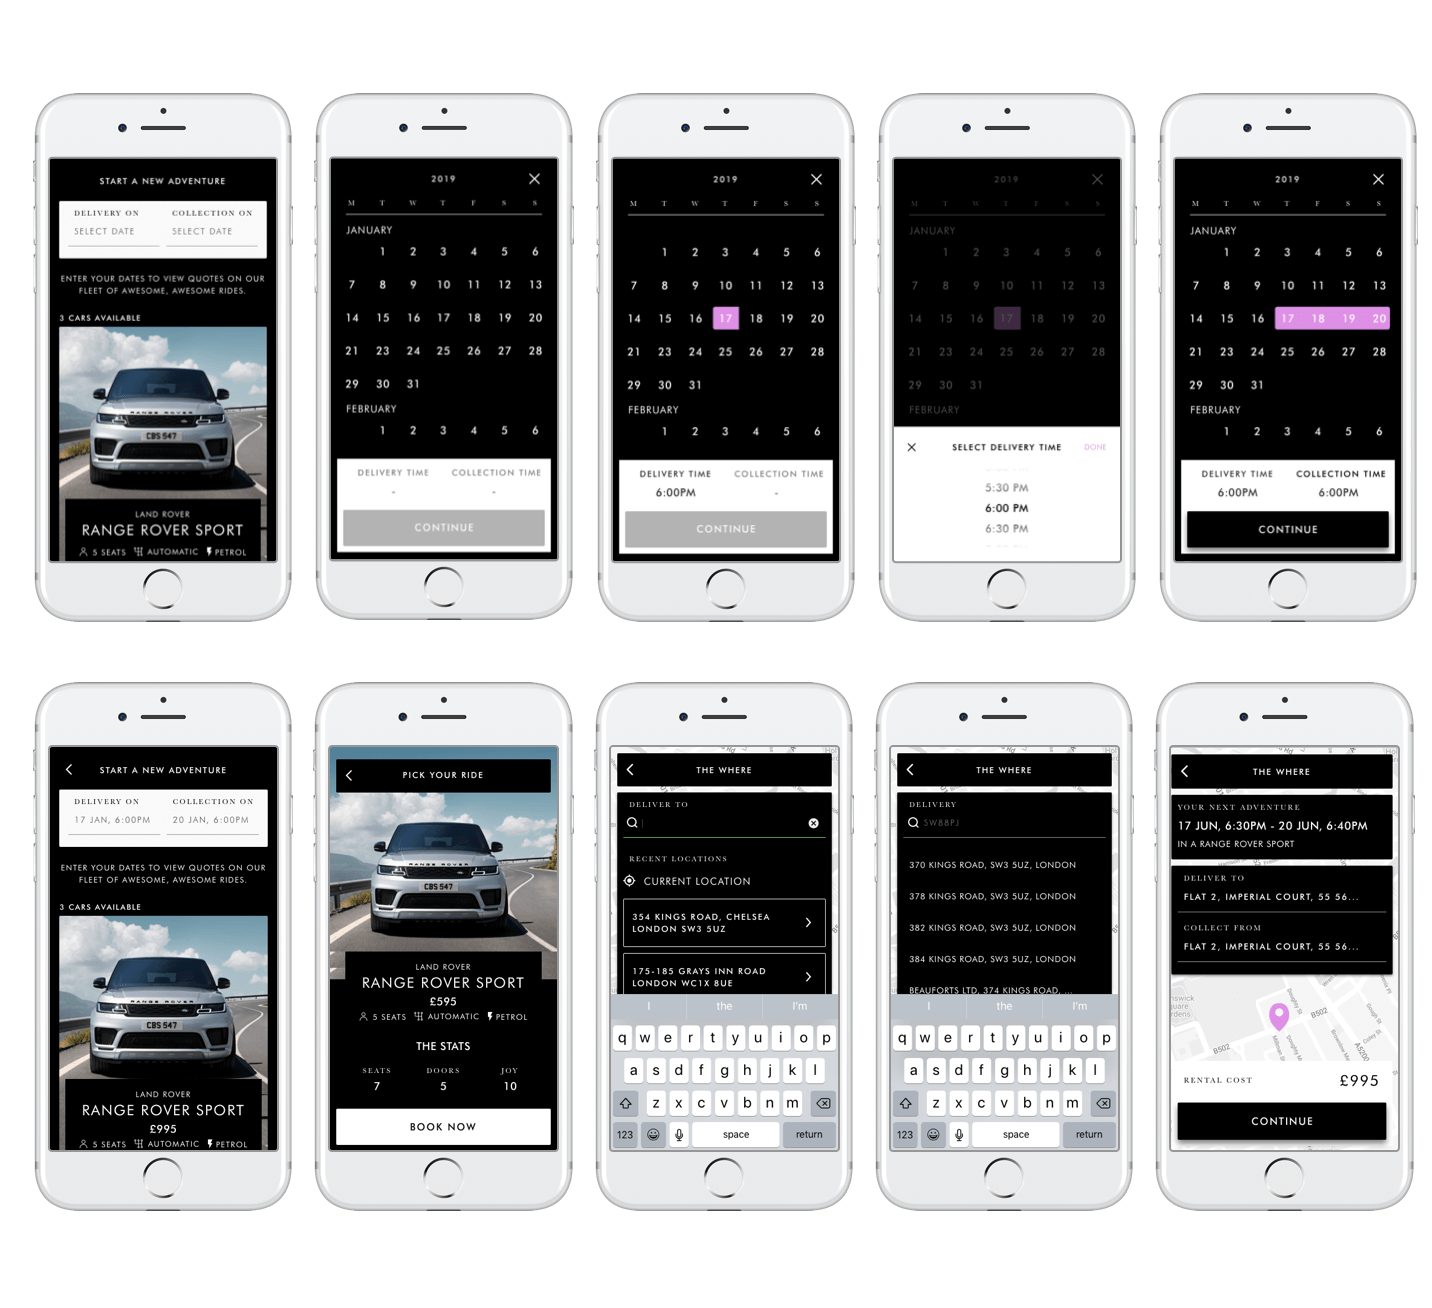 START A NEW ADVENTURE
DELIVERY ON COLLECTION ON
SELECT DATE SELECT DATE
ENTER YOUR DATES TO VIEW QUOTES ON OUR
FLEET OF AWESOME, AWESOME RIDES.
3 CARS AVAILABLE
RANGE ROVER
CBS 547
LAND ROVER
RANGE ROVER SPORT
5 SEATS AUTOMATIC PETROL
2019
M T W T F S S
JANUARY
1 2 3 4 5 6
7 8 9 10 11 12 13
14 15 16 17 18 19 20
21 23 24 25 26 27 28
29 30 31
FEBRUARY
1 2 3 4 5 6
DELIVERY TIME COLLECTION TIME
- -
CONTINUE
2019
M T W T F S S
1 2 3 4 5 6
7 8 9 10 11 12 13
14 15 16 17 18 19 20
21 23 24 25 26 27 28
29 30 31
FEBRUARY
1 2 3 4 5 6
DELIVERY TIME COLLECTION TIME
6:00PM -
CONTINUE
2019
M T W T F S S
JANUARY
1 2 3 4 5 6
7 8 9 10 11 12 13
14 15 16 17 18 19 20
21 23 24 25 26 27 28
29 30 31
FEBRUARY
SELECT DELIVERY TIME DONE
5:30 PM
6:00 PM
6:30 PM
2019
M T W T F S S
JANUARY
1 2 3 4 5 6
7 8 9 10 11 12 13
14 15 16 17 18 19 20
21 23 24 25 26 27 28
29 30 31
FEBRUARY
1 2 3 4 5 6
DELIVERY TIME COLLECTION TIME
6:00PM 6:00PM
CONTINUE
START A NEW ADVENTURE
DELIVERY ON COLLECTION ON
17 JAN, 6:00PM 20 JAN, 6:00PM
ENTER YOUR DATES TO VIEW QUOTES ON OUR
FLEET OF AWESOME, AWESOME RIDES.
3 CARS AVAILABLE
RANGE ROVER
CBS 547
LAND ROVER
RANGE ROVER SPORT
£995
5 SEATS AUTOMATIC PETROL
PICK YOUR RIDE
RANGE ROVER
CBS 547
LAND ROVER
RANGE ROVER SPORT
£595
5 SEATS AUTOMATIC PETROL
THE STATS
SEATS DOORS JOY
7 5 10
BOOK NOW
THE WHERE
DELIVER TO
RECENT LOCATIONS
CURRENT LOCATION
354 KINGS ROAD, CHELSEA
LONDON SW3 5UZ
175-185 GRAYS INN ROAD
LONDON WC1X 8UE
I the I'm
q w e r t y u i o p
a s d f g h j k l
z x c v b n m
123 space return
THE WHERE
DELIVERY
SW88PJ
370 KINGS ROAD, SW3 5UZ, LONDON
378 KINGS ROAD, SW3 5UZ, LONDON
382 KINGS ROAD, SW3 5UZ, LONDON
384 KINGS ROAD, SW3 5UZ, LONDON
BEAUFORTS LTD, 374 KINGS ROAD, ...
I the I'm
q w e r t y u i o p
a s d f g h j k l
z x c v b n m
123 space return
THE WHERE
YOUR NEXT ADVENTURE
17 JUN, 6:30PM - 20 JUN, 6:40PM
IN A RANGE ROVER SPORT
DELIVER TO
FLAT 2, IMPERIAL COURT, 55 56...
COLLECT FROM
FLAT 2, IMPERIAL COURT, 55 56...
B502
B502
A5200
RENTAL COST £995
CONTINUE